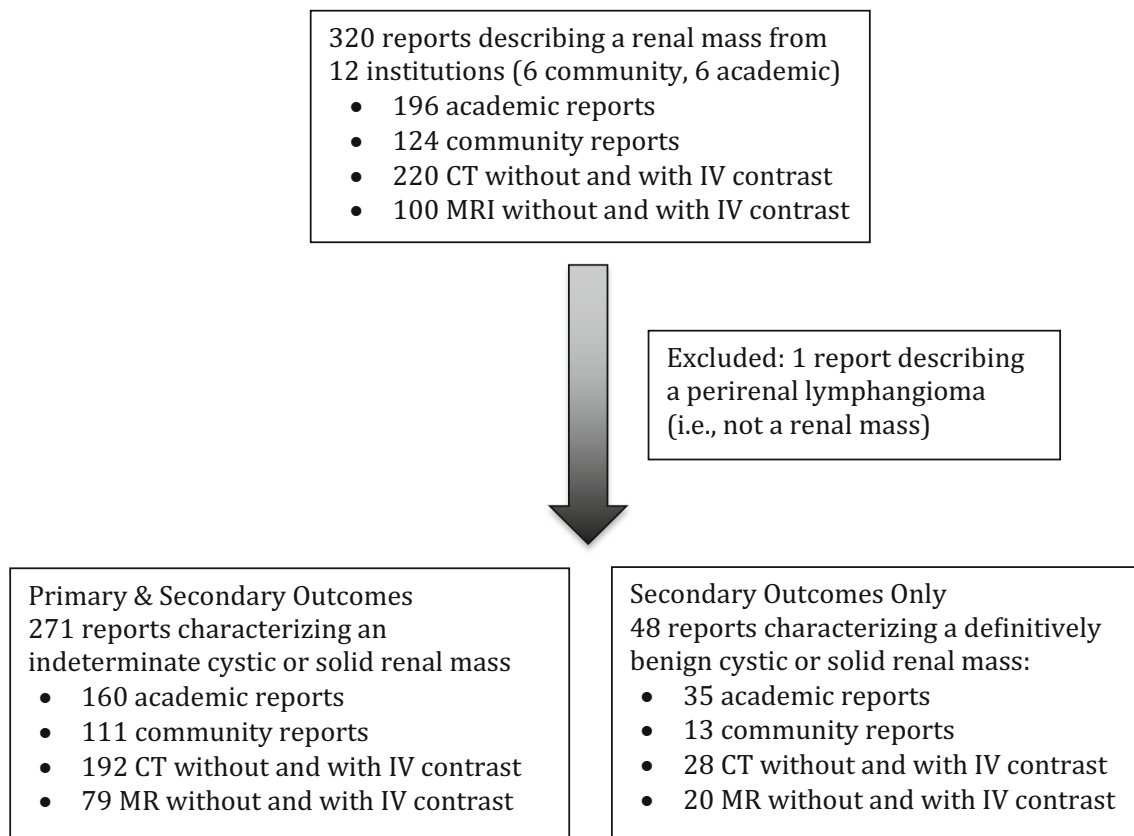 320 reports describing a renal mass from
12 institutions (6 community, 6 academic)
• 196 academic reports
• 124 community reports
• 220 CT without and with IV contrast
• 100 MRI without and with IV contrast
Excluded: 1 report describing
a perirenal lymphangioma
(i.e., not a renal mass)
Primary & Secondary Outcomes
271 reports characterizing an
indeterminate cystic or solid renal mass
• 160 academic reports
• 111 community reports
• 192 CT without and with IV contrast
• 79 MR without and with IV contrast
Secondary Outcomes Only
48 reports characterizing a definitively
benign cystic or solid renal mass:
• 35 academic reports
• 13 community reports
• 28 CT without and with IV contrast
• 20 MR without and with IV contrast